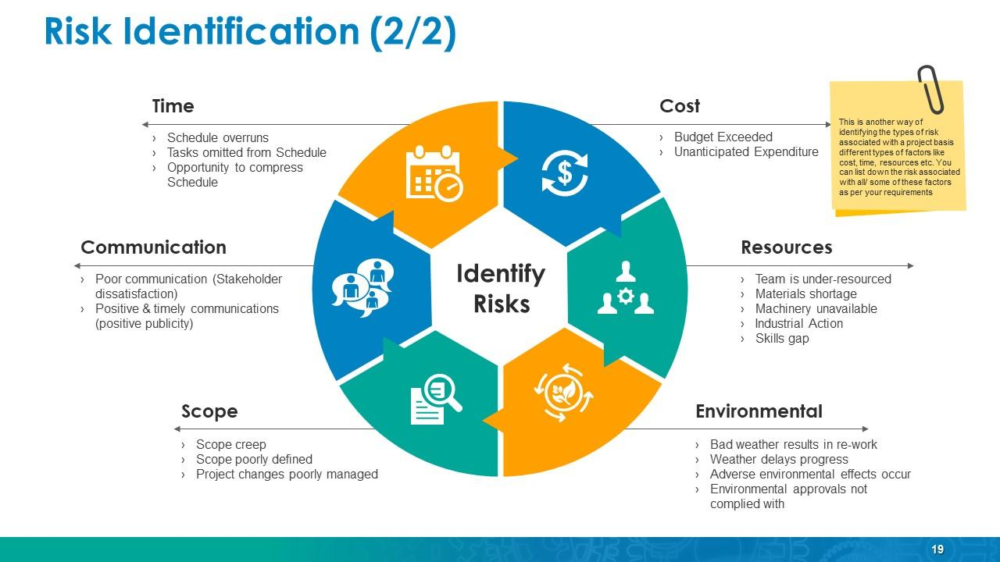 Risk Identification (2/2)
Time
› Schedule overruns
› Tasks omitted from Schedule
› Opportunity to compress
Schedule
Cost
› Budget Exceeded
› Unanticipated Expenditure
This is another way of
identifying the types of risk
associated with a project basis
different types of factors like
cost, time, resources etc. You
can list down the risk associated
with all/ some of these factors
as per your requirements
$
Communication
› Poor communication (Stakeholder
dissatisfaction)
› Positive & timely communications
(positive publicity)
Identify
Risks
Resources
› Team is under-resourced
› Materials shortage
› Machinery unavailable
› Industrial Action
› Skills gap
Scope
› Scope creep
› Scope poorly defined
› Project changes poorly managed
Environmental
› Bad weather results in re-work
› Weather delays progress
› Adverse environmental effects occur
› Environmental approvals not
complied with
19